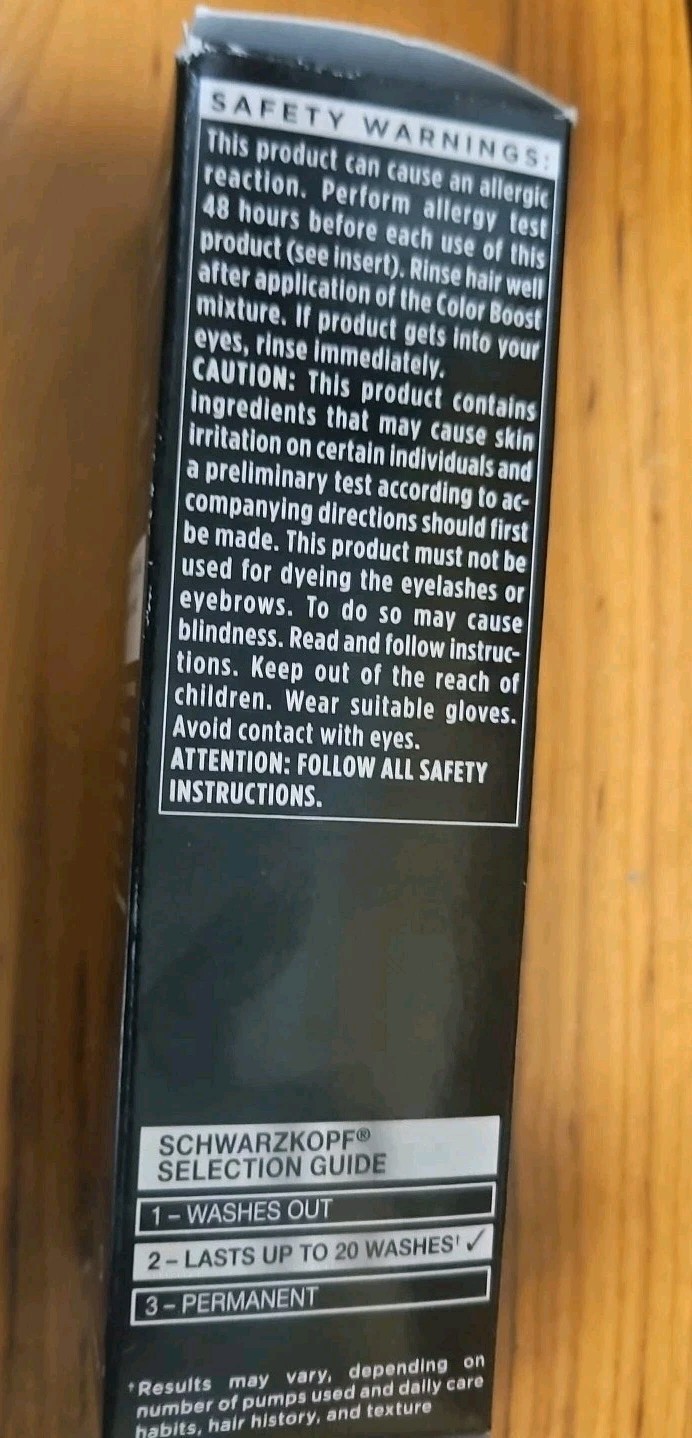 SAFETY WARNINGS:
This product can cause an allergic
reaction. Perform allergy test
48 hours before each use of this
product (see insert). Rinse hair well
after application of the Color Boost
mixture. If product gets into your
eyes, rinse immediately.
CAUTION: This product contains
ingredients that may cause skin
irritation on certain individuals and
a preliminary test according to ac-
companying directions should first
be made. This product must not be
used for dyeing the eyelashes or
eyebrows. To do so may cause
blindness. Read and follow instruc-
tions. Keep out of the reach of
children. Wear suitable gloves.
Avoid contact with eyes.
ATTENTION: FOLLOW ALL SAFETY
INSTRUCTIONS.
SCHWARZKOPF®
SELECTION GUIDE
1 – WASHES OUT
2 – LASTS UP TO 20 WASHES† ✓
3 – PERMANENT
†Results may vary, depending on
number of pumps used and daily care
habits, hair history, and texture